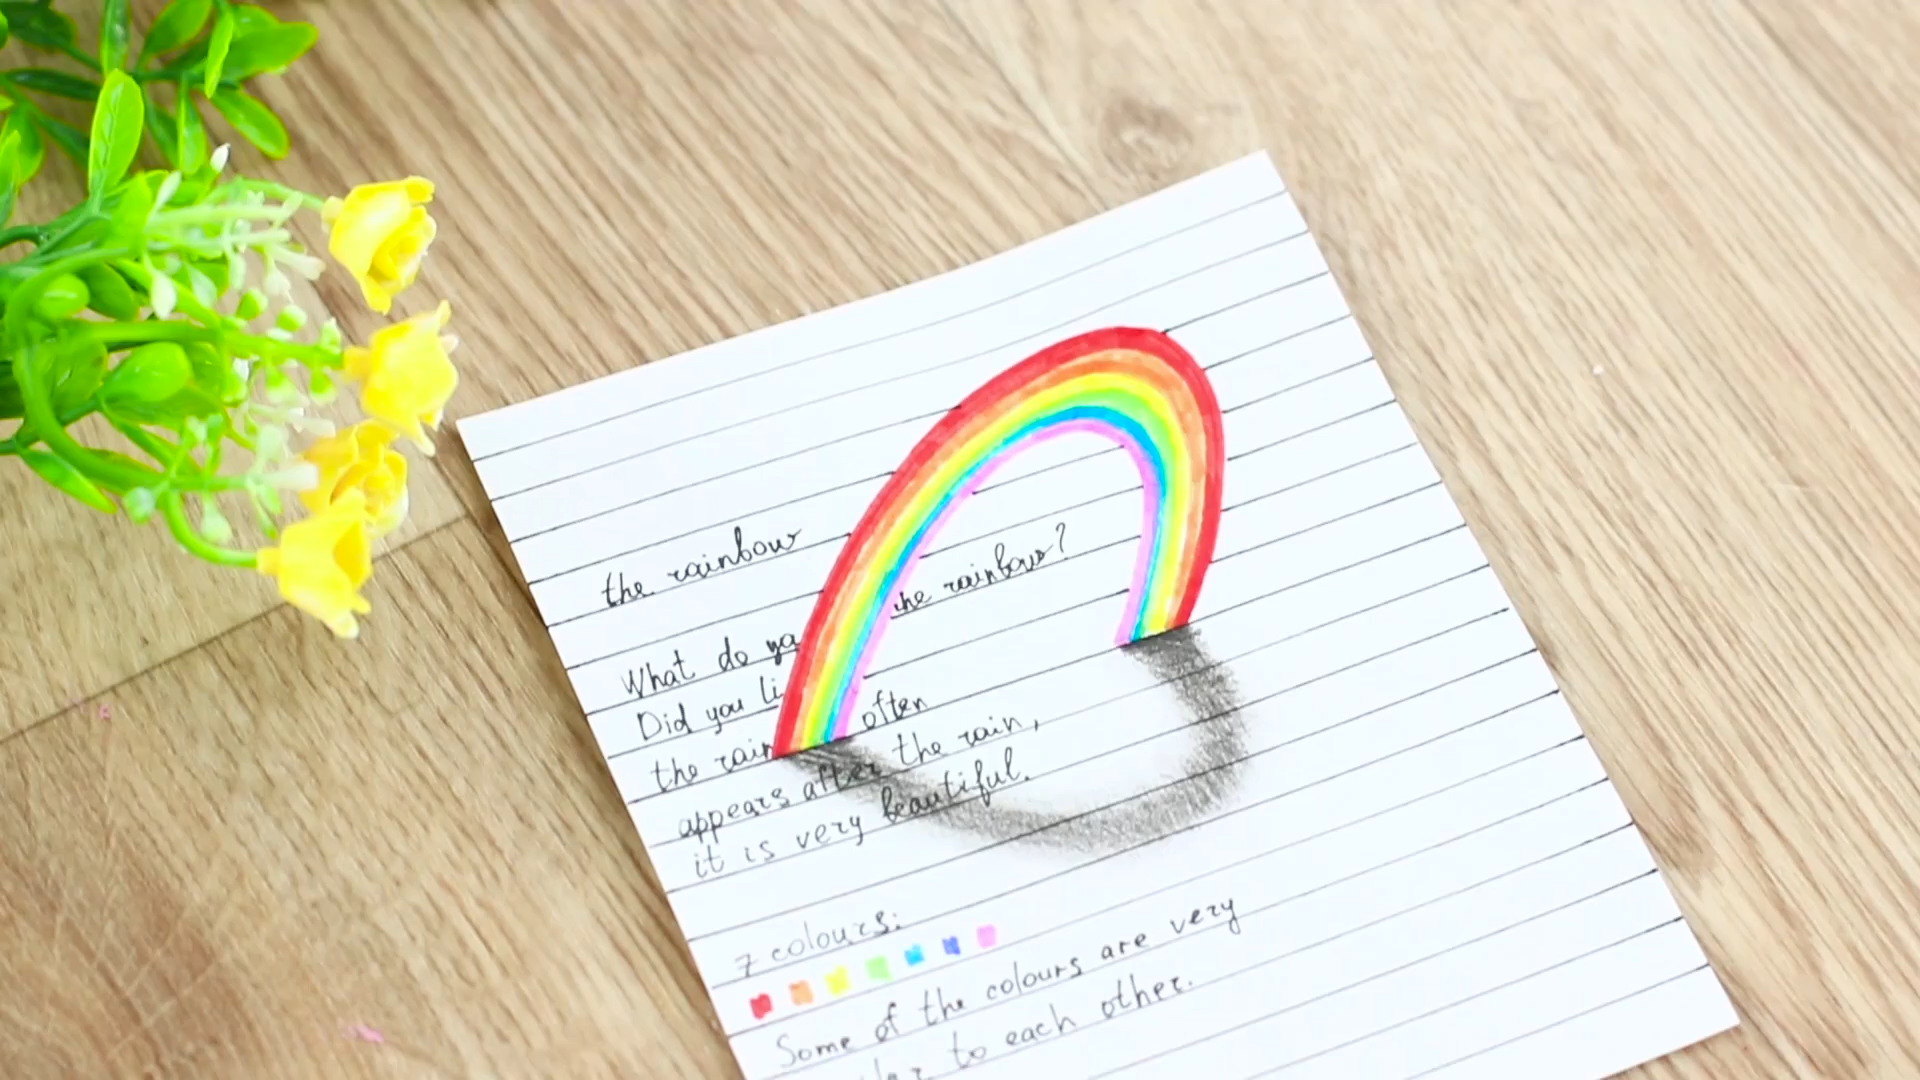 the rainbow
What do yo the rainbow?
Did you li
the rain often
appears after the rain,
it is very beautiful.
7 colours:
Some of the colours are very
to each other.